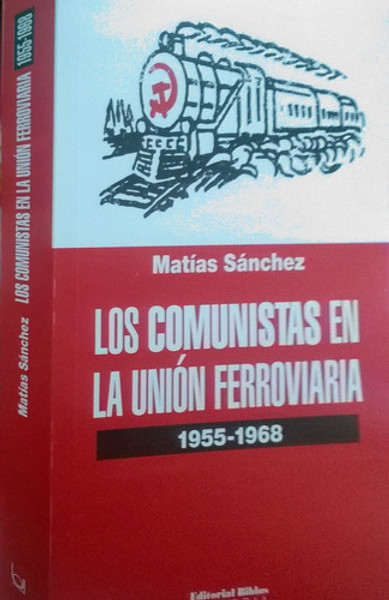 Matías Sánchez
LOS COMUNISTAS EN
LA UNIÓN FERROVIARIA
1955-1968
Editorial Biblos
Matías Sánchez LOS COMUNISTAS EN LA UNIÓN FERROVIARIA 1955-1968